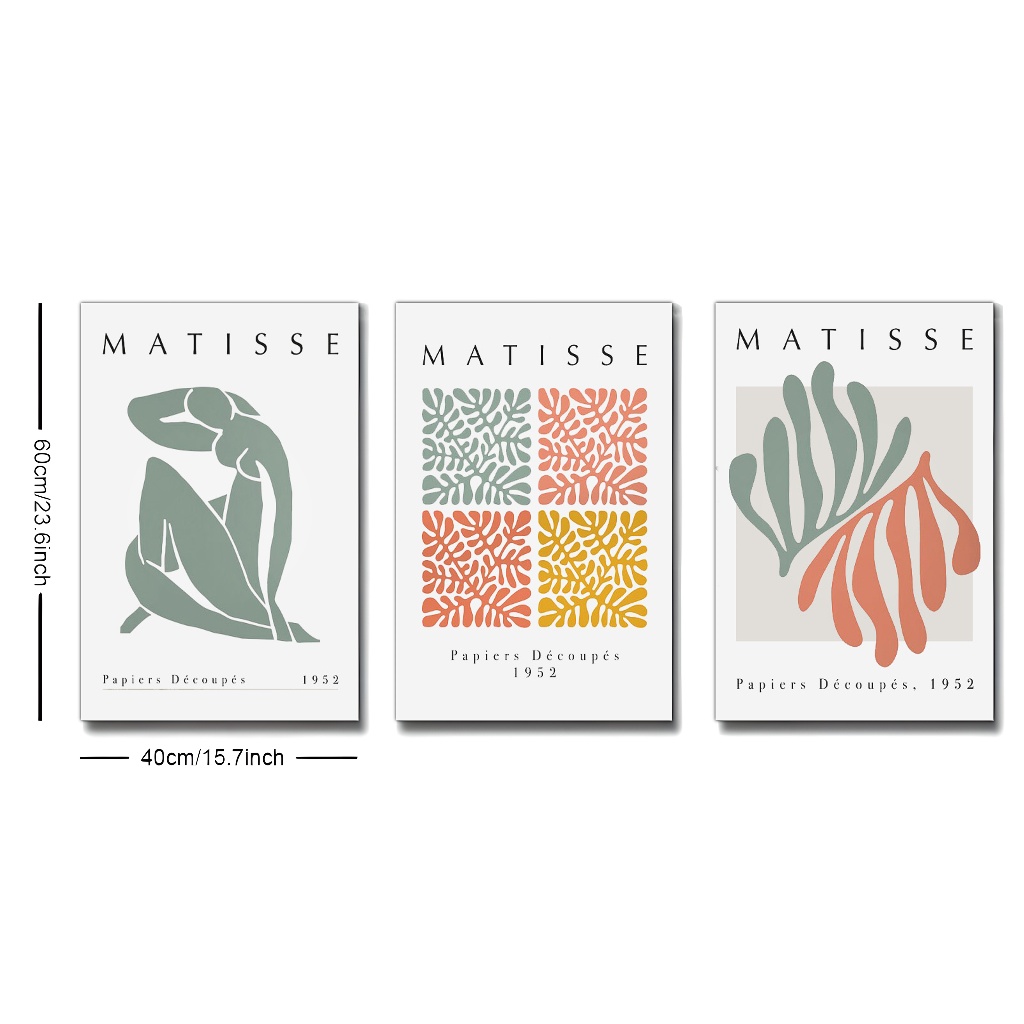 60cm/23.6inch
MATISSE
Papiers Découpés 1952
40cm/15.7inch
MATISSE
Papiers Découpés
1952
MATISSE
Papiers Découpés, 1952